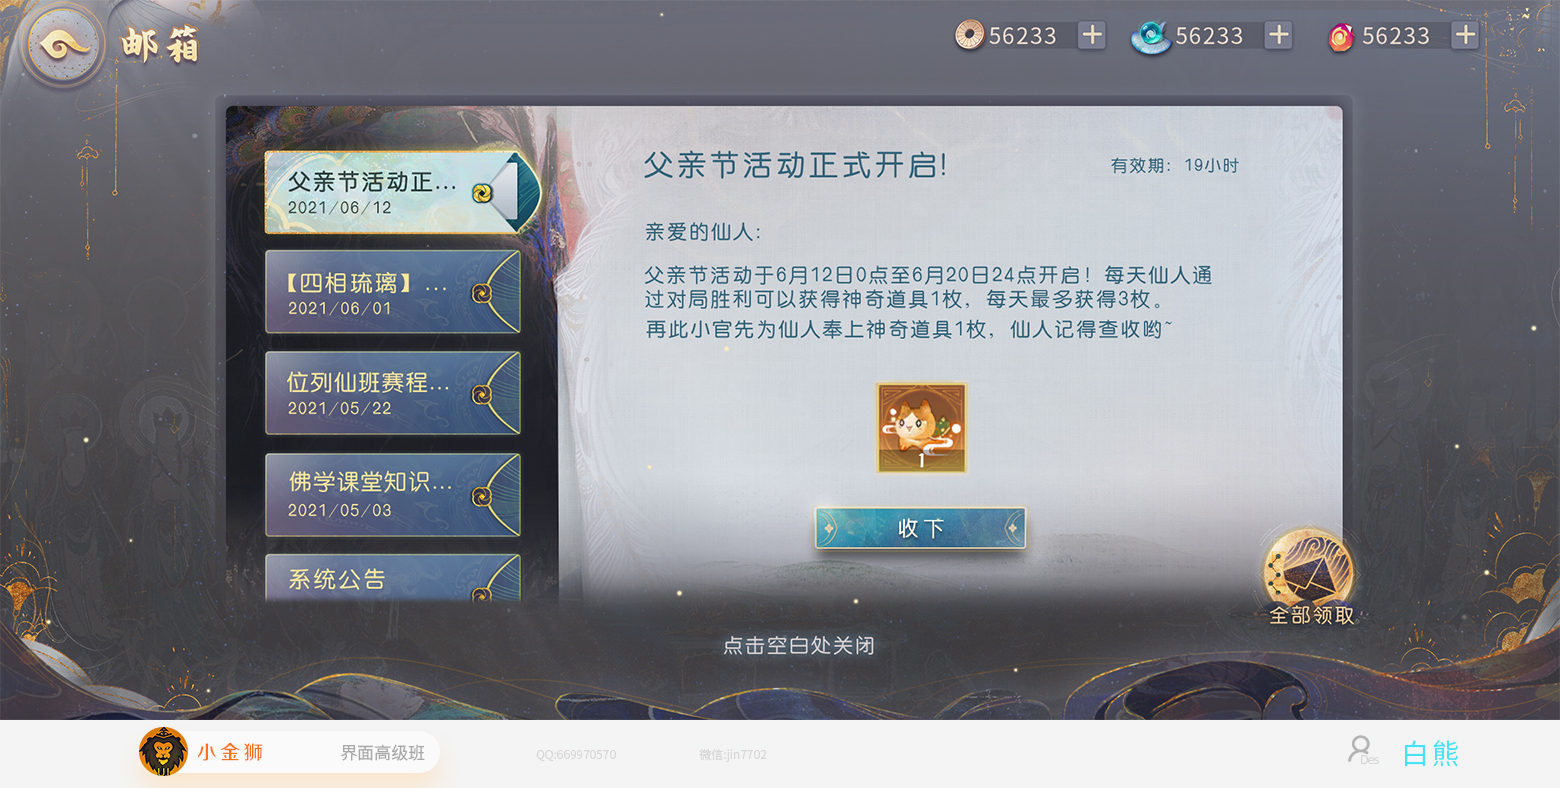 邮箱
56233
56233
56233
父亲节活动正...
2021/06/12
【四相琉璃】...
2021/06/01
位列仙班赛程...
2021/05/22
佛学课堂知识...
2021/05/03
系统公告
父亲节活动正式开启!
有效期: 19小时
亲爱的仙人:
父亲节活动于6月12日0点至6月20日24点开启！每天仙人通
过对局胜利可以获得神奇道具1枚，每天最多获得3枚。
再此小官先为仙人奉上神奇道具1枚，仙人记得查收哟~
1
收下
全部领取
点击空白处关闭
小金狮
界面高级班
QQ:669970570
微信:jin7702
Des
白熊